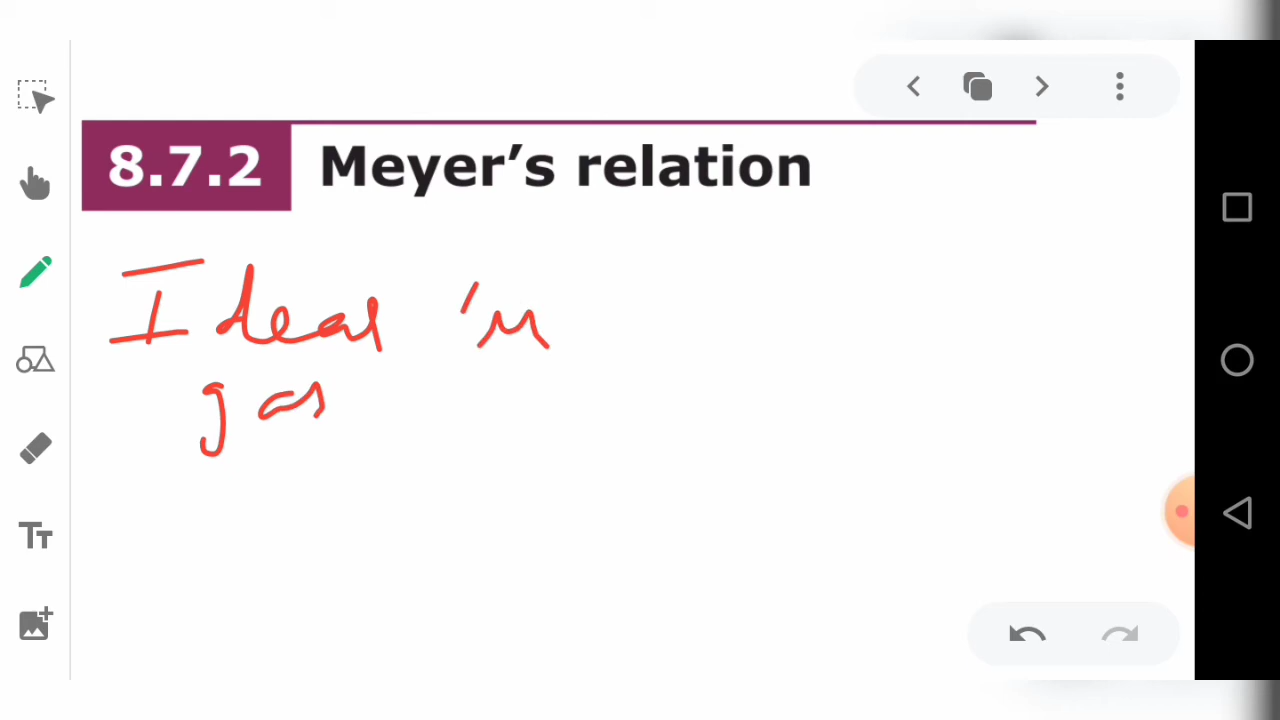 8.7.2 Meyer’s relation
Ideal 'μ
gas